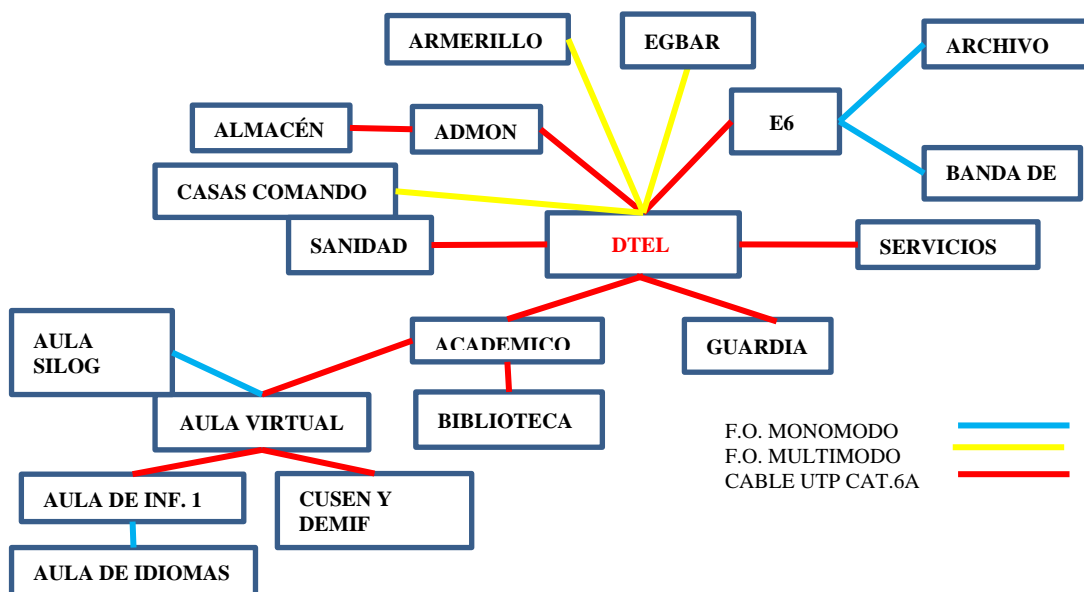 ARMERILLO
EGBAR
ARCHIVO
ALMACÉN
ADMON
E6
CASAS COMANDO
BANDA DE
SANIDAD
DTEL
SERVICIOS
AULA
SILOG
ACADEMICO
GUARDIA
AULA VIRTUAL
BIBLIOTECA
F.O. MONOMODO
F.O. MULTIMODO
CABLE UTP CAT.6A
AULA DE INF. 1
CUSEN Y
DEMIF
AULA DE IDIOMAS